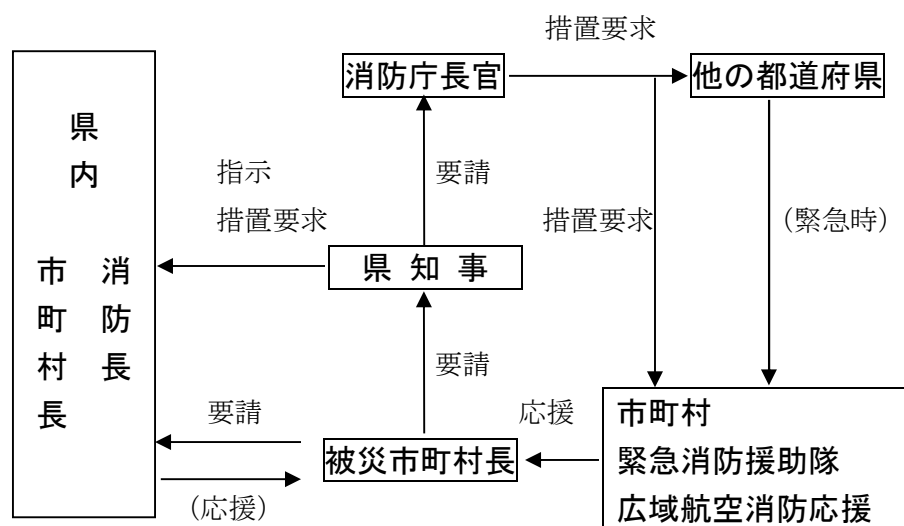 措置要求
消防庁長官
他の都道府県
県内
市町村長
消防長
指示
措置要求
要請
措置要求
（緊急時）
県知事
要請
要請
応援
被災市町村長
（応援）
市町村
緊急消防援助隊
広域航空消防応援